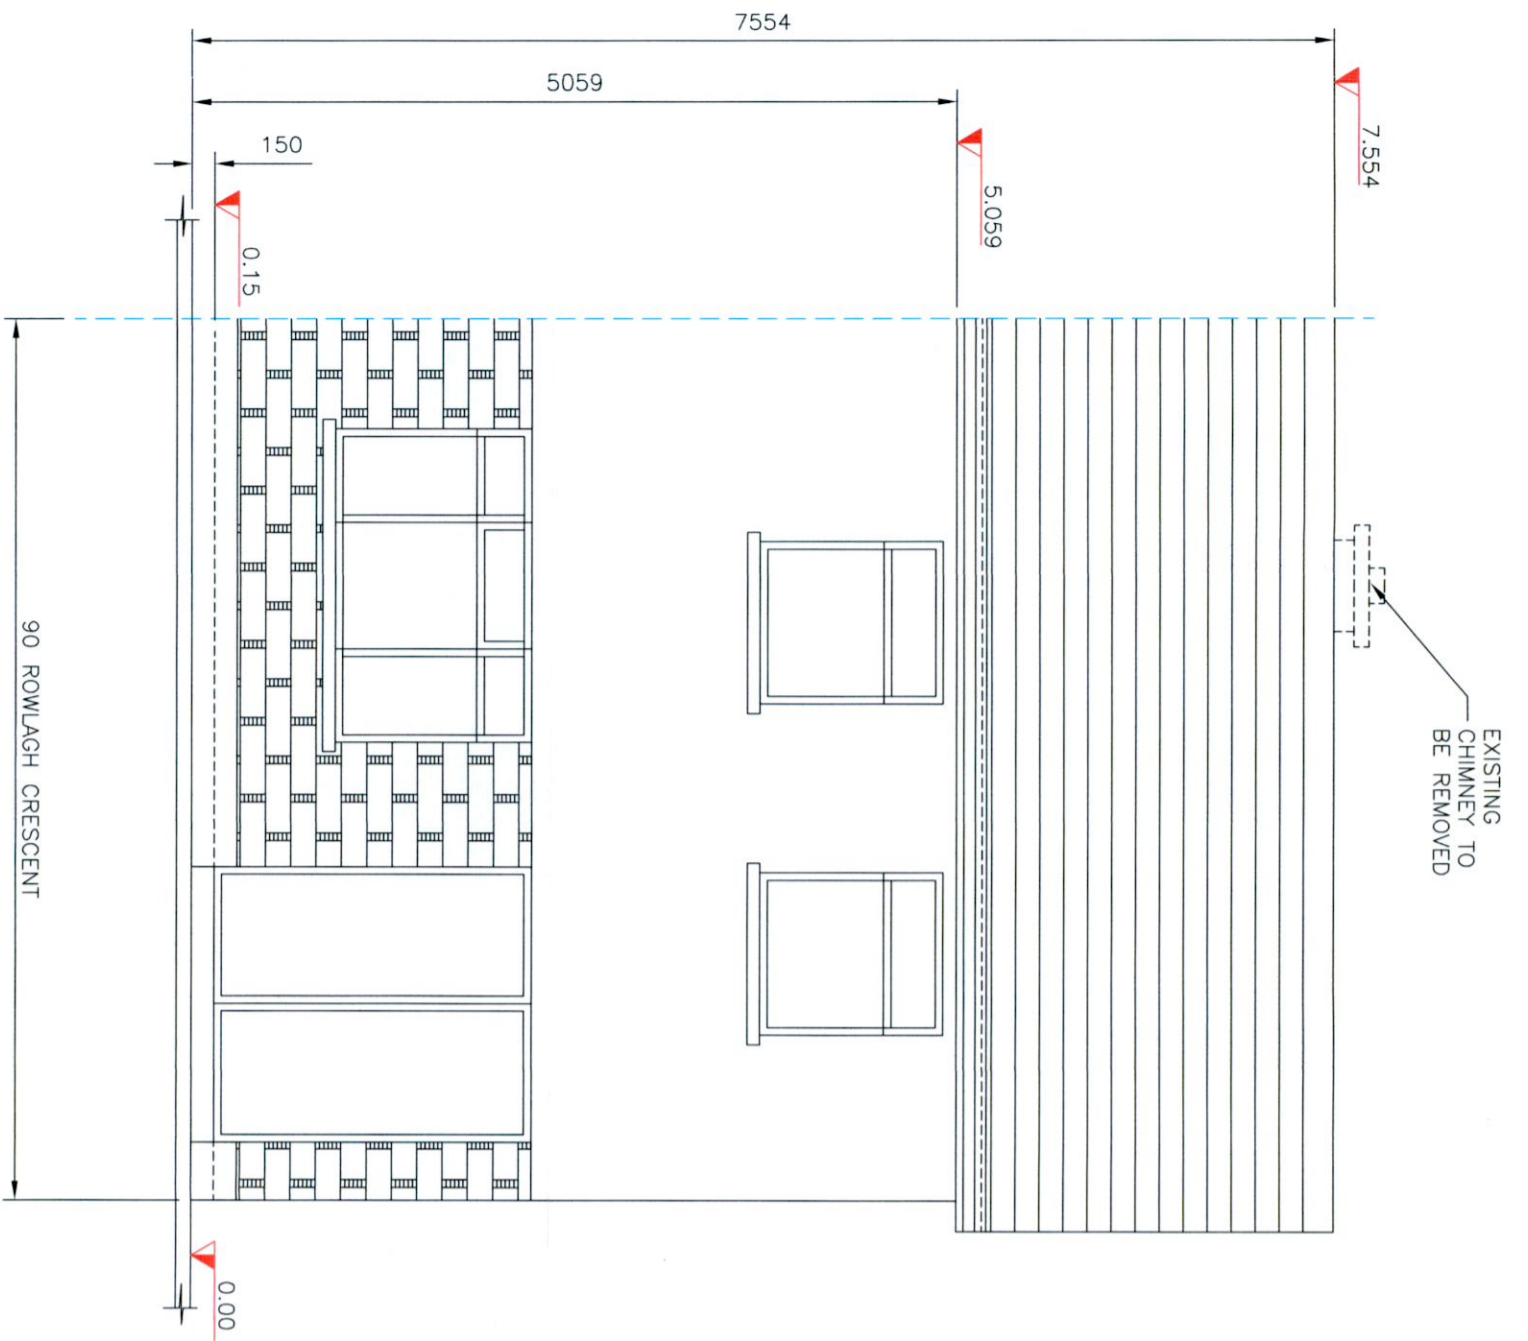 EXISTING
CHIMNEY TO
BE REMOVED
7.554
7554
5.059
5059
0.15
150
0.00
90 ROWLAGH CRESCENT